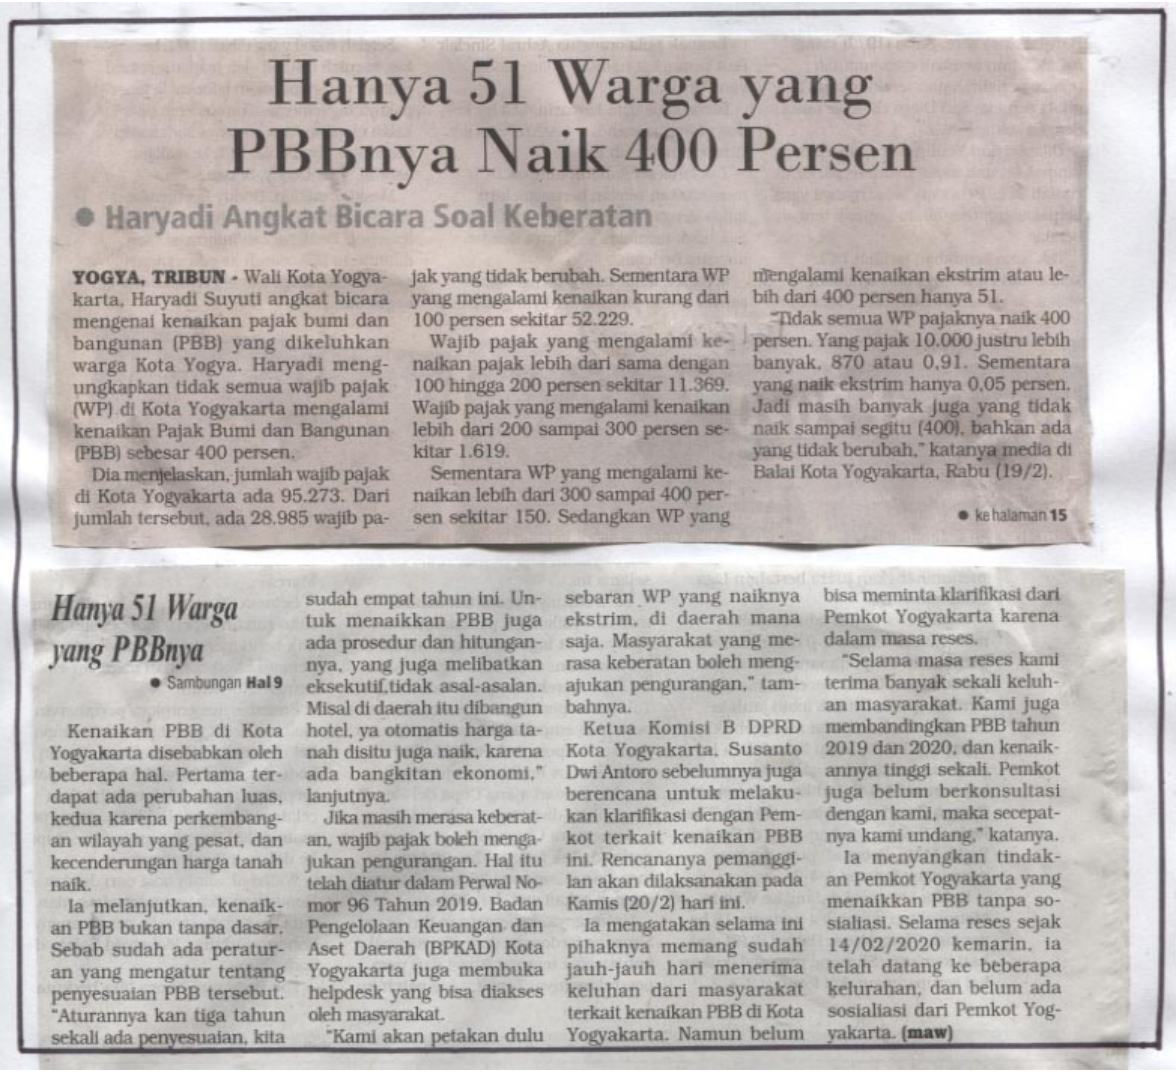 Hanya 51 Warga yang
PBBnya Naik 400 Persen
● Haryadi Angkat Bicara Soal Keberatan
YOGYA, TRIBUN - Wali Kota Yogya-
karta, Haryadi Suyuti angkat bicara
mengenai kenaikan pajak bumi dan
bangunan (PBB) yang dikeluhkan
warga Kota Yogya. Haryadi meng-
ungkapkan tidak semua wajib pajak
(WP) di Kota Yogyakarta mengalami
kenaikan Pajak Bumi dan Bangunan
(PBB) sebesar 400 persen.
Dia menjelaskan, jumlah wajib pajak
di Kota Yogyakarta ada 95.273. Dari
jumlah tersebut, ada 28.985 wajib pa-
jak yang tidak berubah. Sementara WP
yang mengalami kenaikan kurang dari
100 persen sekitar 52.229.
Wajib pajak yang mengalami ke-
naikan pajak lebih dari sama dengan
100 hingga 200 persen sekitar 11.369.
Wajib pajak yang mengalami kenaikan
lebih dari 200 sampai 300 persen se-
kitar 1.619.
Sementara WP yang mengalami ke-
naikan lebih dari 300 sampai 400 per-
sen sekitar 150. Sedangkan WP yang
mengalami kenaikan ekstrim atau le-
bih dari 400 persen hanya 51.
"Tidak semua WP pajaknya naik 400
persen. Yang pajak 10.000 justru lebih
banyak, 870 atau 0,91. Sementara
yang naik ekstrim hanya 0,05 persen.
Jadi masih banyak juga yang tidak
naik sampai segitu (400), bahkan ada
yang tidak berubah," katanya media di
Balai Kota Yogyakarta, Rabu (19/2).
● ke halaman 15
Hanya 51 Warga
yang PBBnya
● Sambungan Hal 9
Kenaikan PBB di Kota
Yogyakarta disebabkan oleh
beberapa hal. Pertama ter-
dapat ada perubahan luas,
kedua karena perkembang-
an wilayah yang pesat, dan
kecenderungan harga tanah
naik.
Ia melanjutkan, kenaik-
an PBB bukan tanpa dasar.
Sebab sudah ada peratur-
an yang mengatur tentang
penyesuaian PBB tersebut.
"Aturannya kan tiga tahun
sekali ada penyesuaian, kita
sudah empat tahun ini. Un-
tuk menaikkan PBB juga
ada prosedur dan hitungan-
nya, yang juga melibatkan
eksekutif,tidak asal-asalan.
Misal di daerah itu dibangun
hotel, ya otomatis harga ta-
nah disitu juga naik, karena
ada bangkitan ekonomi,"
lanjutnya.
Jika masih merasa keberat-
an, wajib pajak boleh menga-
jukan pengurangan. Hal itu
telah diatur dalam Perwal No-
mor 96 Tahun 2019. Badan
Pengelolaan Keuangan dan
Aset Daerah (BPKAD) Kota
Yogyakarta juga membuka
helpdesk yang bisa diakses
oleh masyarakat.
"Kami akan petakan dulu
sebaran WP yang naiknya
ekstrim, di daerah mana
saja. Masyarakat yang me-
rasa keberatan boleh meng-
ajukan pengurangan," tam-
bahnya.
Ketua Komisi B DPRD
Kota Yogyakarta, Susanto
Dwi Antoro sebelumnya juga
berencana untuk melaku-
kan klarifikasi dengan Pem-
kot terkait kenaikan PBB
ini. Rencananya pemanggi-
lan akan dilaksanakan pada
Kamis (20/2) hari ini.
Ia mengatakan selama ini
pihaknya memang sudah
jauh-jauh hari menerima
keluhan dari masyarakat
terkait kenaikan PBB di Kota
Yogyakarta. Namun belum
bisa meminta klarifikasi dari
Pemkot Yogyakarta karena
dalam masa reses.
"Selama masa reses kami
terima banyak sekali keluh-
an masyarakat. Kami juga
membandingkan PBB tahun
2019 dan 2020, dan kenaik-
annya tinggi sekali. Pemkot
juga belum berkonsultasi
dengan kami, maka secepat-
nya kami undang," katanya.
Ia menyangkan tindak-
an Pemkot Yogyakarta yang
menaikkan PBB tanpa so-
sialiasi. Selama reses sejak
14/02/2020 kemarin, ia
telah datang ke beberapa
kelurahan, dan belum ada
sosialiasi dari Pemkot Yog-
yakarta. (maw)